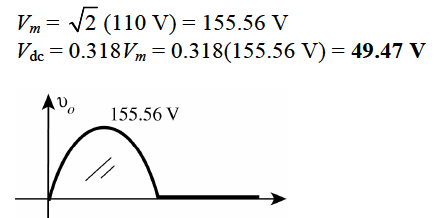 Vm = √2 (110 V) = 155.56 V
Vdc = 0.318Vm = 0.318(155.56 V) = 49.47 V
υo
155.56 V